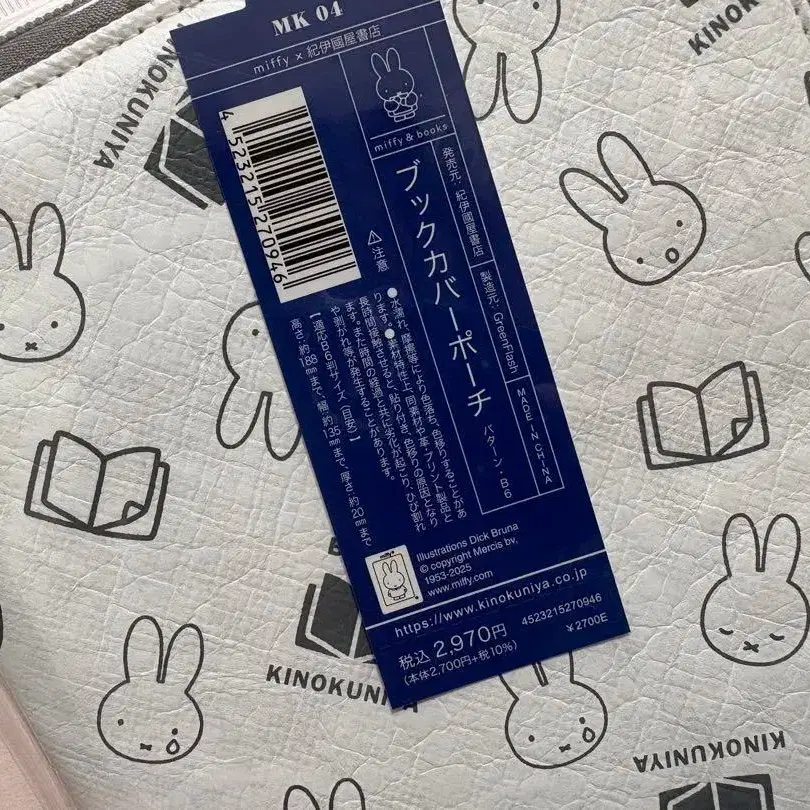 MK 04
miffy × 紀伊國屋書店
miffy & books
発売元：紀伊國屋書店
製造元：GreenFlash
MADE IN CHINA
ブックカバーポーチ
パターン・B6
4 523215 270946
⚠注意
●水濡れ、摩擦等により色落ち、色移りすることがあ
ります。●素材特性上、同素材や革・プリント製品と
長時間接触させると、貼り付き、色移りの原因となり
ます。また時間の経過と共に劣化が起こり、ひび割れ
や剥がれ等が発生することがあります。
【適応B6判サイズ（目安）】
高さ：約188mmまで、幅：約135mmまで、厚さ：約20mmまで
miffy®
Illustrations Dick Bruna
© copyright Mercis bv.
1953-2025
www.miffy.com
https://www.kinokuniya.co.jp
税込2,970円
(本体2,700円+税10%)
4523215270946
¥2700E
KINOKUNIYA
KINOKUNIYA
KINOKUNIYA
KINOKUNIYA
KINOKUNIYA